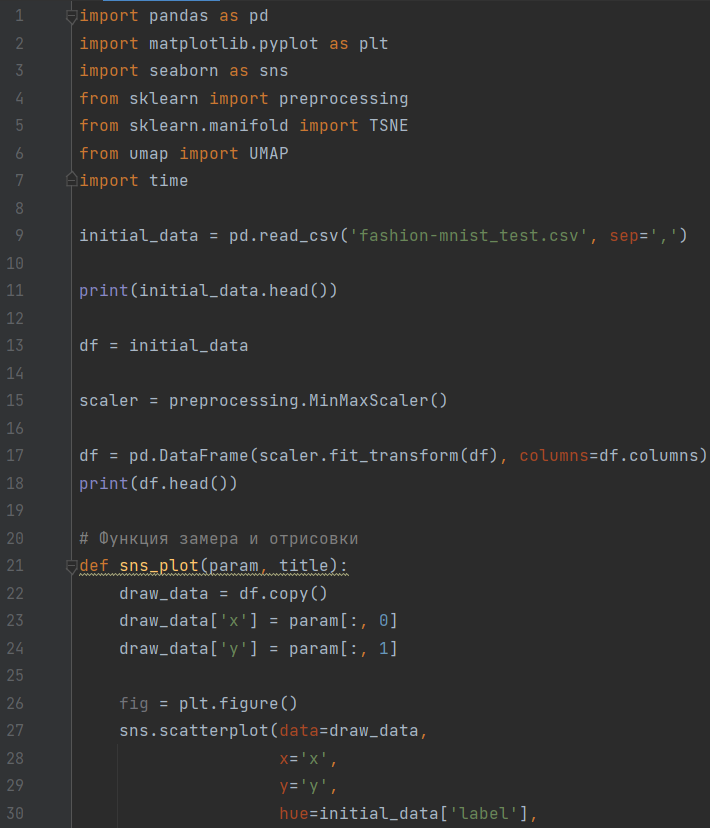 1 import pandas as pd
2 import matplotlib.pyplot as plt
3 import seaborn as sns
4 from sklearn import preprocessing
5 from sklearn.manifold import TSNE
6 from umap import UMAP
7 import time
8
9 initial_data = pd.read_csv('fashion-mnist_test.csv', sep=',')
10
11 print(initial_data.head())
12
13 df = initial_data
14
15 scaler = preprocessing.MinMaxScaler()
16
17 df = pd.DataFrame(scaler.fit_transform(df), columns=df.columns)
18 print(df.head())
19
20 # Функция замера и отрисовки
21 def sns_plot(param, title):
22     draw_data = df.copy()
23     draw_data['x'] = param[:, 0]
24     draw_data['y'] = param[:, 1]
25
26     fig = plt.figure()
27     sns.scatterplot(data=draw_data,
28                     x='x',
29                     y='y',
30                     hue=initial_data['label'],